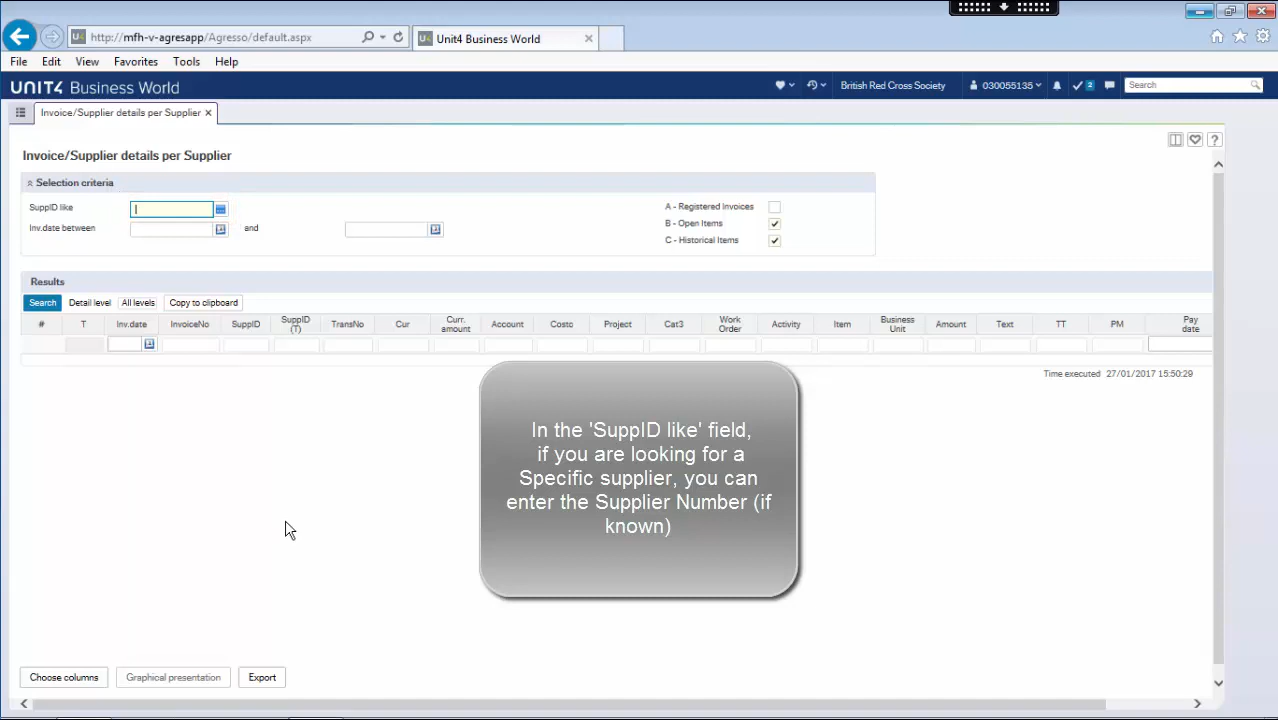 http://mfh-v-agresapp/Agresso/default.aspx
Unit4 Business World
File Edit View Favorites Tools Help
UNIT4 Business World
British Red Cross Society
030055135
2
Search
Invoice/Supplier details per Supplier
Invoice/Supplier details per Supplier
Selection criteria
SuppID like
A - Registered Invoices
Inv.date between and
B - Open Items
C - Historical Items
Results
Search Detail level All levels Copy to clipboard
# T Inv.date InvoiceNo SuppID SuppID (T) TransNo Cur Curr. amount Account Costc Project Cat3 Work Order Activity Item Business Unit Amount Text TT PM Pay date
Time executed 27/01/2017 15:50:29
In the 'SuppID like' field,
if you are looking for a
Specific supplier, you can
enter the Supplier Number (if
known)
Choose columns Graphical presentation Export